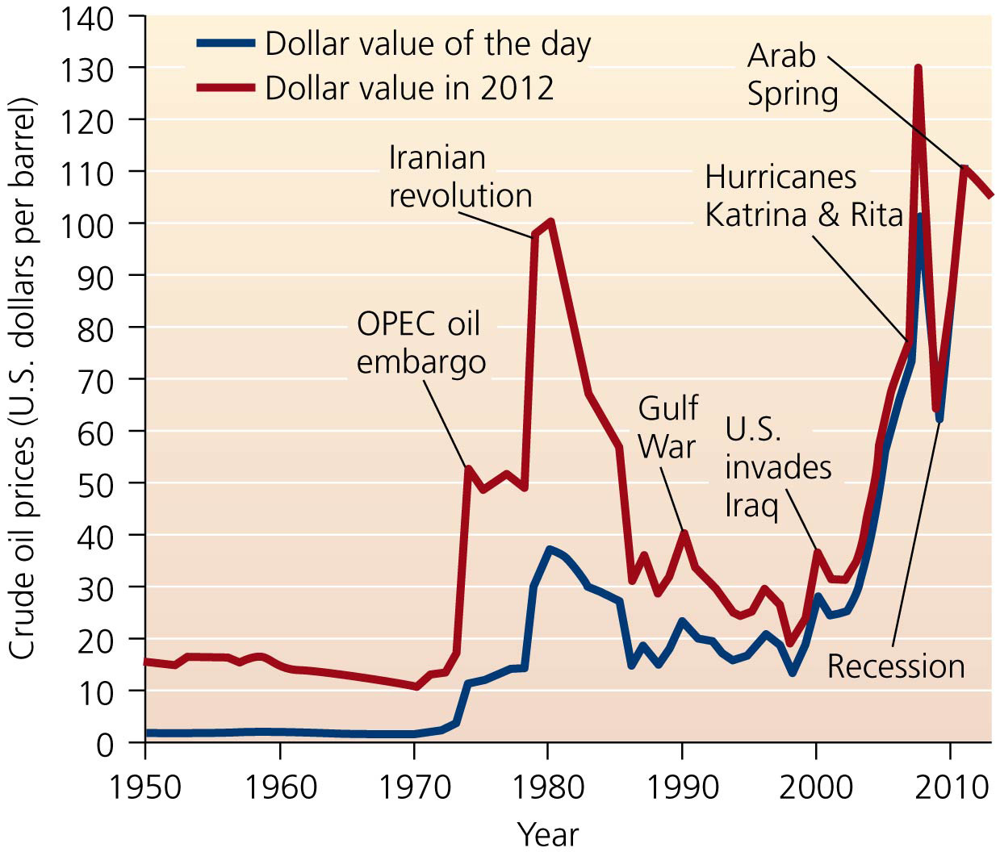 Crude oil prices (U.S. dollars per barrel)
140
130
120
110
100
90
80
70
60
50
40
30
20
10
0
Dollar value of the day
Dollar value in 2012
Arab
Spring
Iranian
revolution
Hurricanes
Katrina & Rita
OPEC oil
embargo
Gulf
War
U.S.
invades
Iraq
Recession
1950
1960
1970
1980
1990
2000
2010
Year